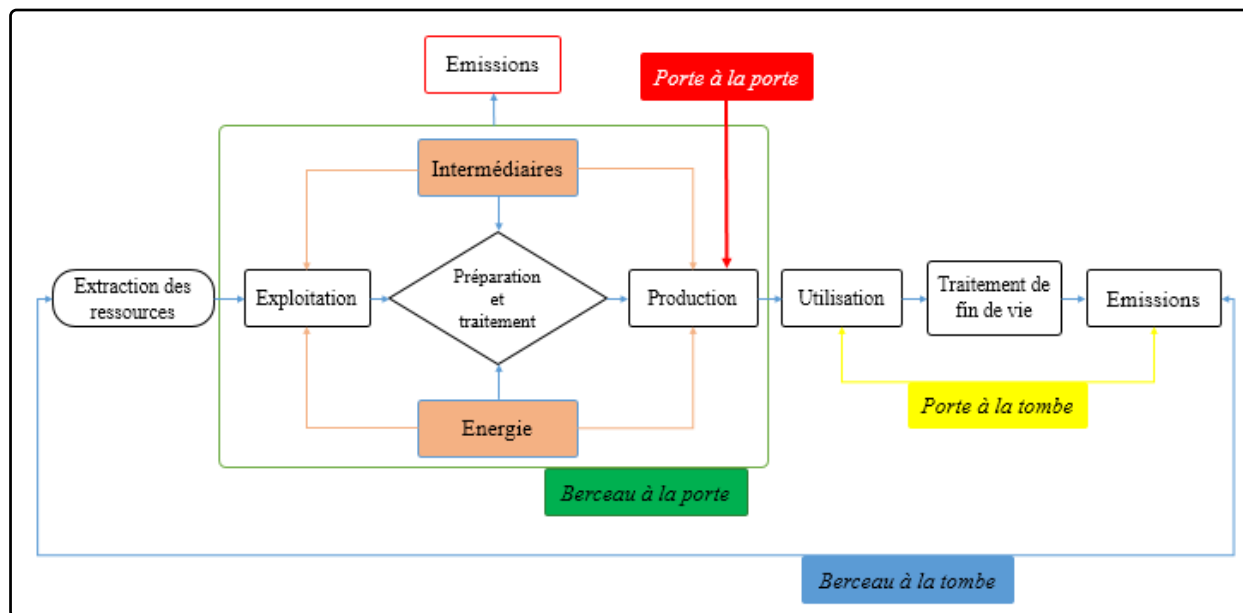 Emissions
Porte à la porte
Intermédiaires
Extraction des
ressources
Exploitation
Préparation
et
traitement
Production
Utilisation
Traitement de
fin de vie
Emissions
Porte à la tombe
Energie
Berceau à la porte
Berceau à la tombe